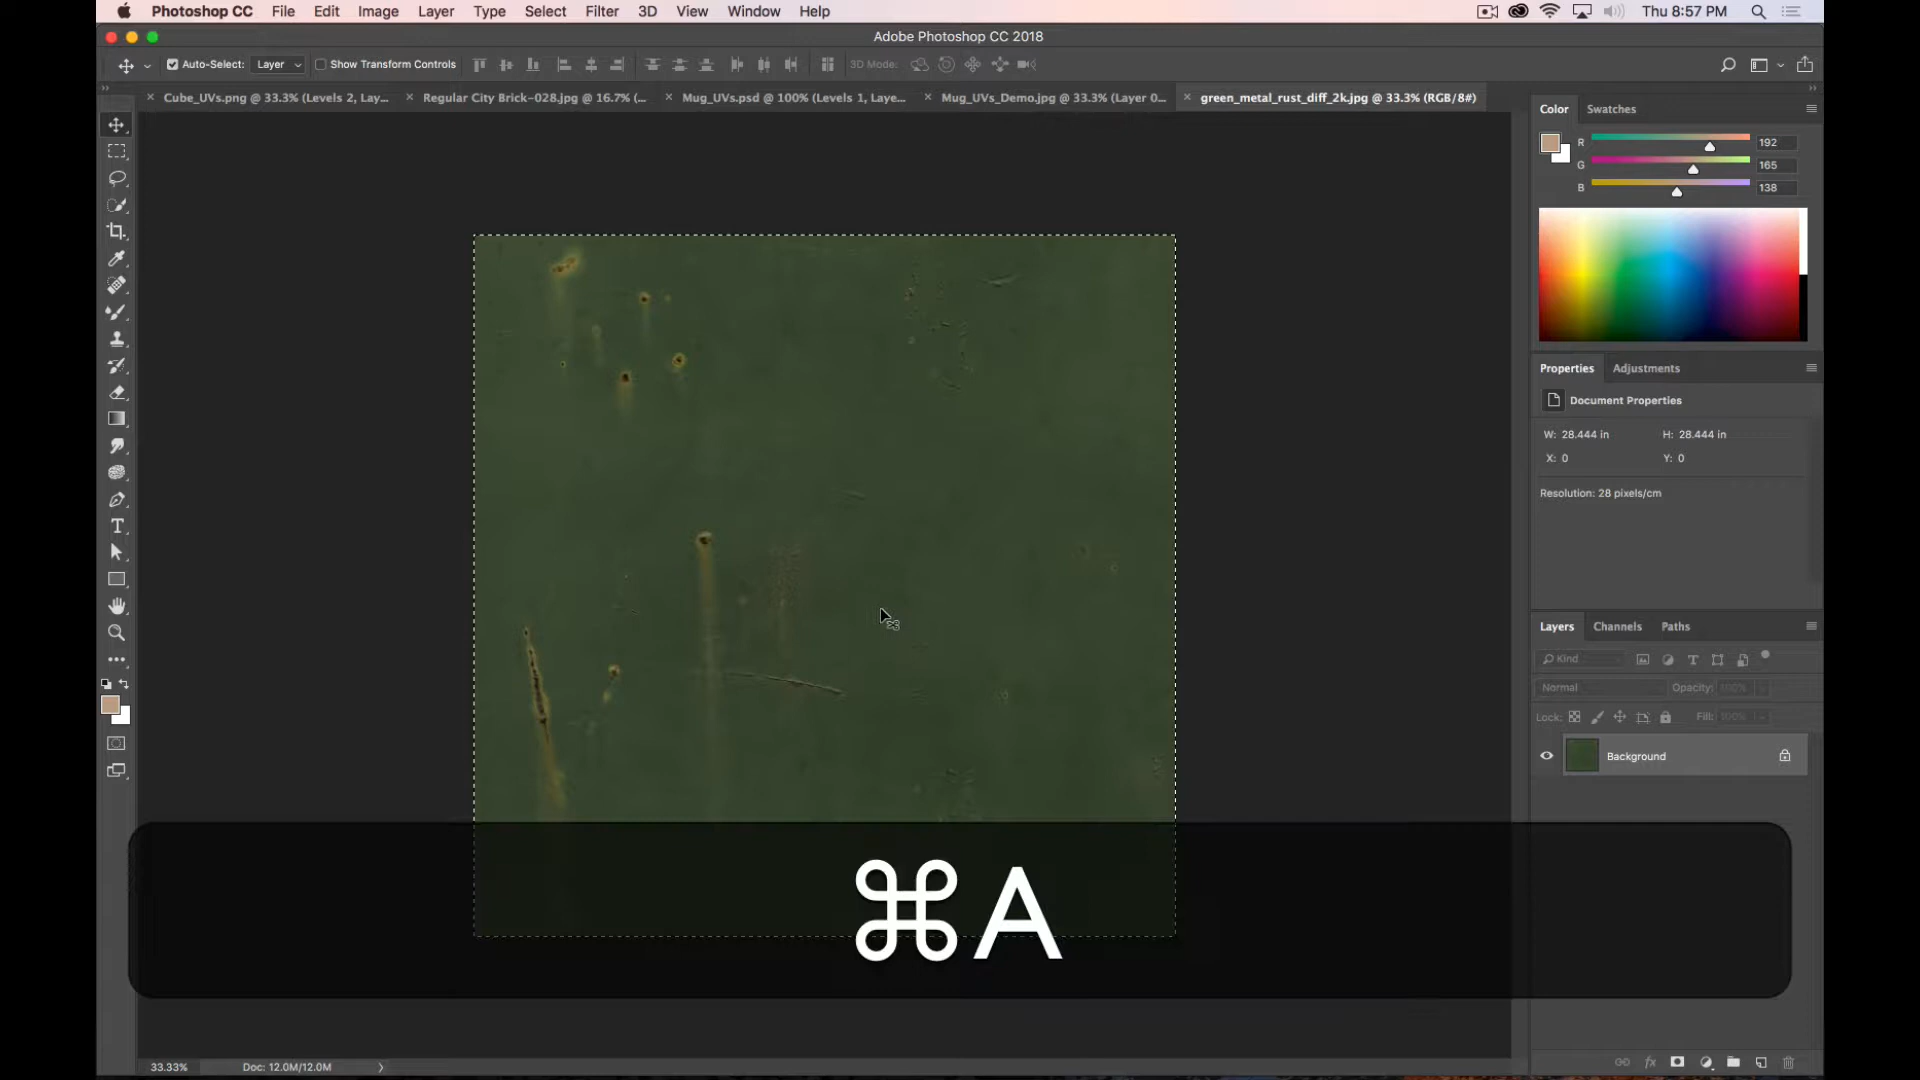 Photoshop CC File Edit Image Layer Type Select Filter 3D View Window Help Thu 8:57 PM
Adobe Photoshop CC 2018
Auto-Select: Layer Show Transform Controls 3D Mode:
Cube_UVs.png @ 33.3% (Levels 2, Lay... Regular City Brick-028.jpg @ 16.7% (... Mug_UVs.psd @ 100% (Levels 1, Laye... Mug_UVs_Demo.jpg @ 33.3% (Layer 0... green_metal_rust_diff_2k.jpg @ 33.3% (RGB/8#)
Color Swatches
R 192
G 165
B 138
Properties Adjustments
Document Properties
W: 28.444 in H: 28.444 in
X: 0 Y: 0
Resolution: 28 pixels/cm
Layers Channels Paths
Kind
Normal Opacity: 100%
Lock: Fill: 100%
Background
⌘A
33.33% Doc: 12.0M/12.0M